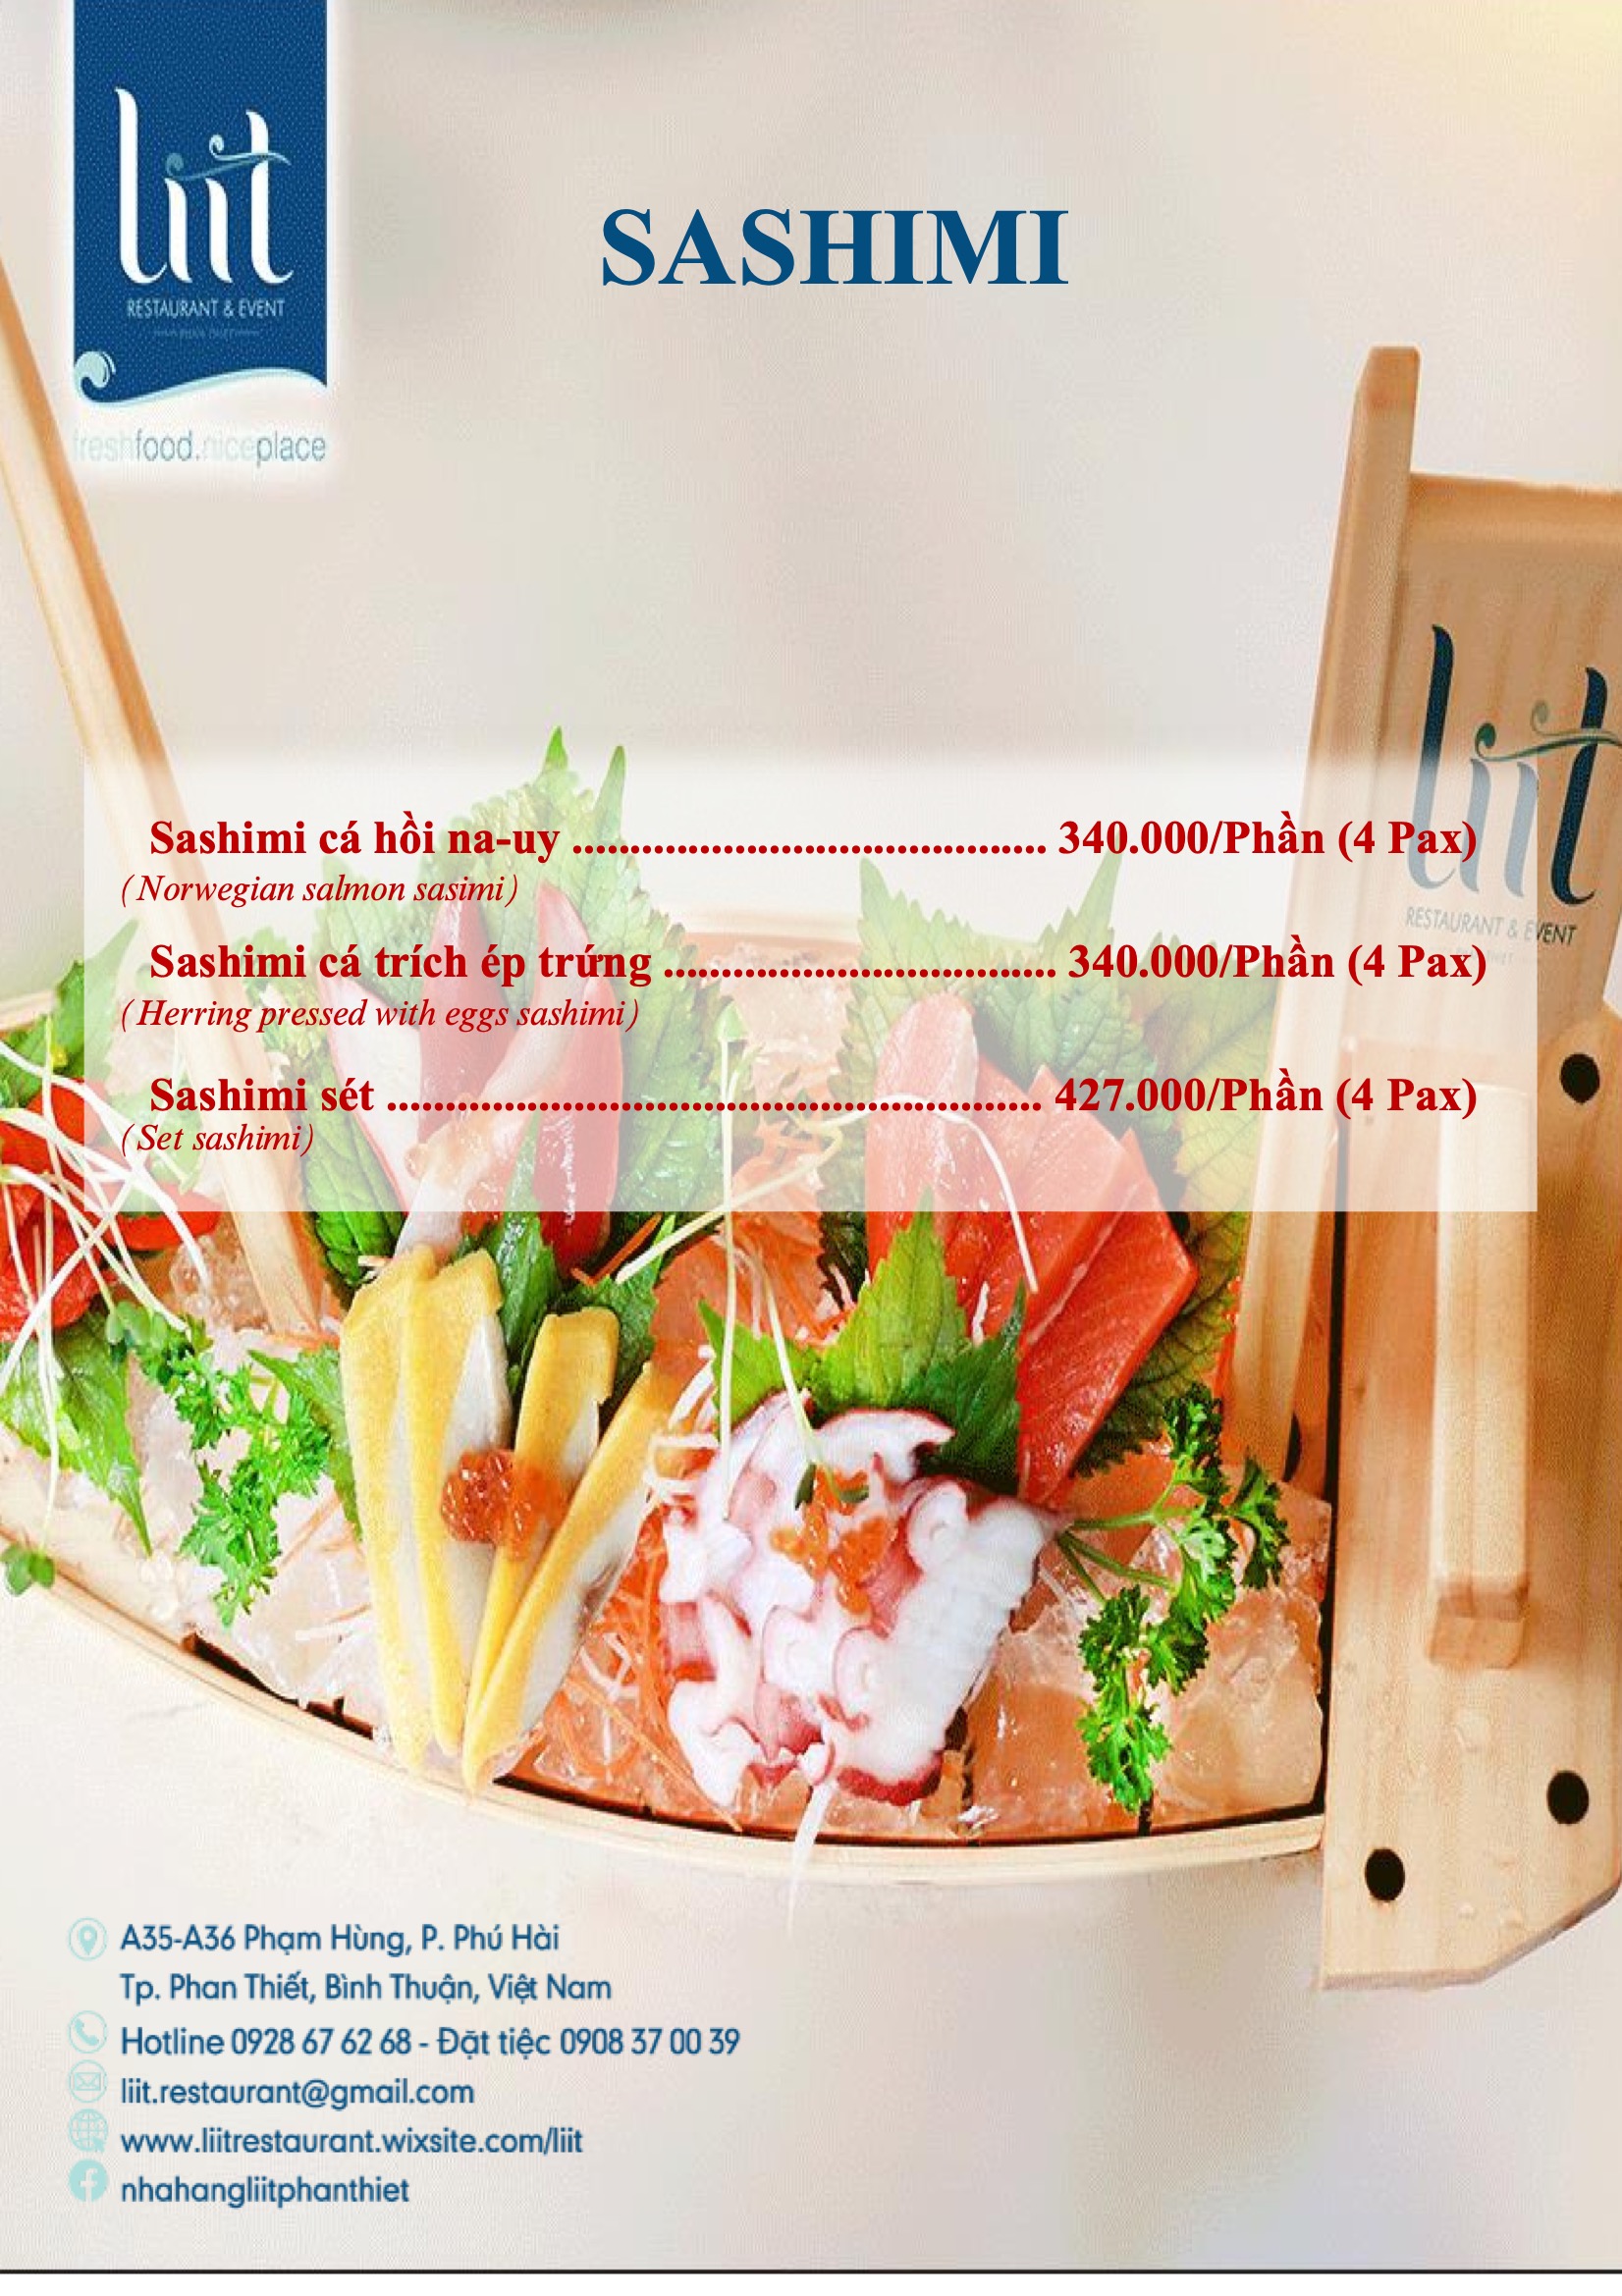 liit
RESTAURANT & EVENT
freshfood.niceplace
SASHIMI
liit
RESTAURANT & EVENT
Sashimi cá hồi na-uy ........................................ 340.000/Phần (4 Pax)
(Norwegian salmon sasimi)
Sashimi cá trích ép trứng ................................. 340.000/Phần (4 Pax)
(Herring pressed with eggs sashimi)
Sashimi sét ....................................................... 427.000/Phần (4 Pax)
(Set sashimi)
A35-A36 Phạm Hùng, P. Phú Hài
Tp. Phan Thiết, Bình Thuận, Việt Nam
Hotline 0928 67 62 68 - Đặt tiệc 0908 37 00 39
liit.restaurant@gmail.com
www.liitrestaurant.wixsite.com/liit
nhahangliitphanthiet